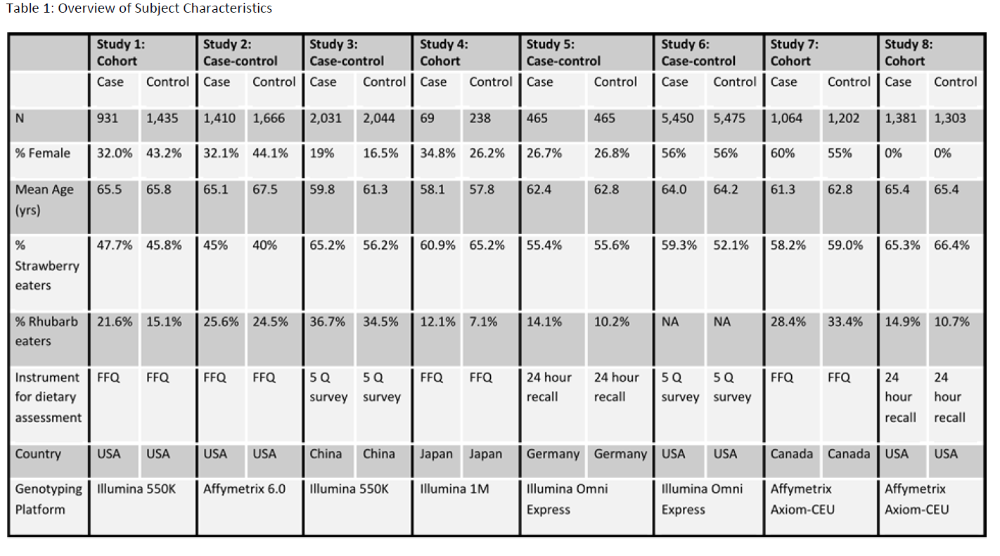 Table 1: Overview of Subject Characteristics
Study 1: Study 2: Study 3: Study 4: Study 5: Study 6: Study 7: Study 8:
Cohort Case-control Case-control Cohort Case-control Case-control Cohort Cohort
Case Control Case Control Case Control Case Control Case Control Case Control Case Control Case Control
N 931 1,435 1,410 1,666 2,031 2,044 69 238 465 465 5,450 5,475 1,064 1,202 1,381 1,303
% Female 32.0% 43.2% 32.1% 44.1% 19% 16.5% 34.8% 26.2% 26.7% 26.8% 56% 56% 60% 55% 0% 0%
Mean Age 65.5 65.8 65.1 67.5 59.8 61.3 58.1 57.8 62.4 62.8 64.0 64.2 61.3 62.8 65.4 65.4
(yrs)
% 47.7% 45.8% 45% 40% 65.2% 56.2% 60.9% 65.2% 55.4% 55.6% 59.3% 52.1% 58.2% 59.0% 65.3% 66.4%
Strawberry
eaters
% Rhubarb 21.6% 15.1% 25.6% 24.5% 36.7% 34.5% 12.1% 7.1% 14.1% 10.2% NA NA 28.4% 33.4% 14.9% 10.7%
eaters
Instrument FFQ FFQ FFQ FFQ 5 Q 5 Q FFQ FFQ 24 hour 24 hour 5 Q 5 Q FFQ FFQ 24 24
for dietary survey survey recall recall survey survey hour hour
assessment recall recall
Country USA USA USA USA China China Japan Japan Germany Germany USA USA Canada Canada USA USA
Genotyping Illumina 550K Affymetrix 6.0 Illumina 550K Illumina 1M Illumina Omni Illumina Omni Affymetrix Affymetrix
Platform Express Express Axiom-CEU Axiom-CEU